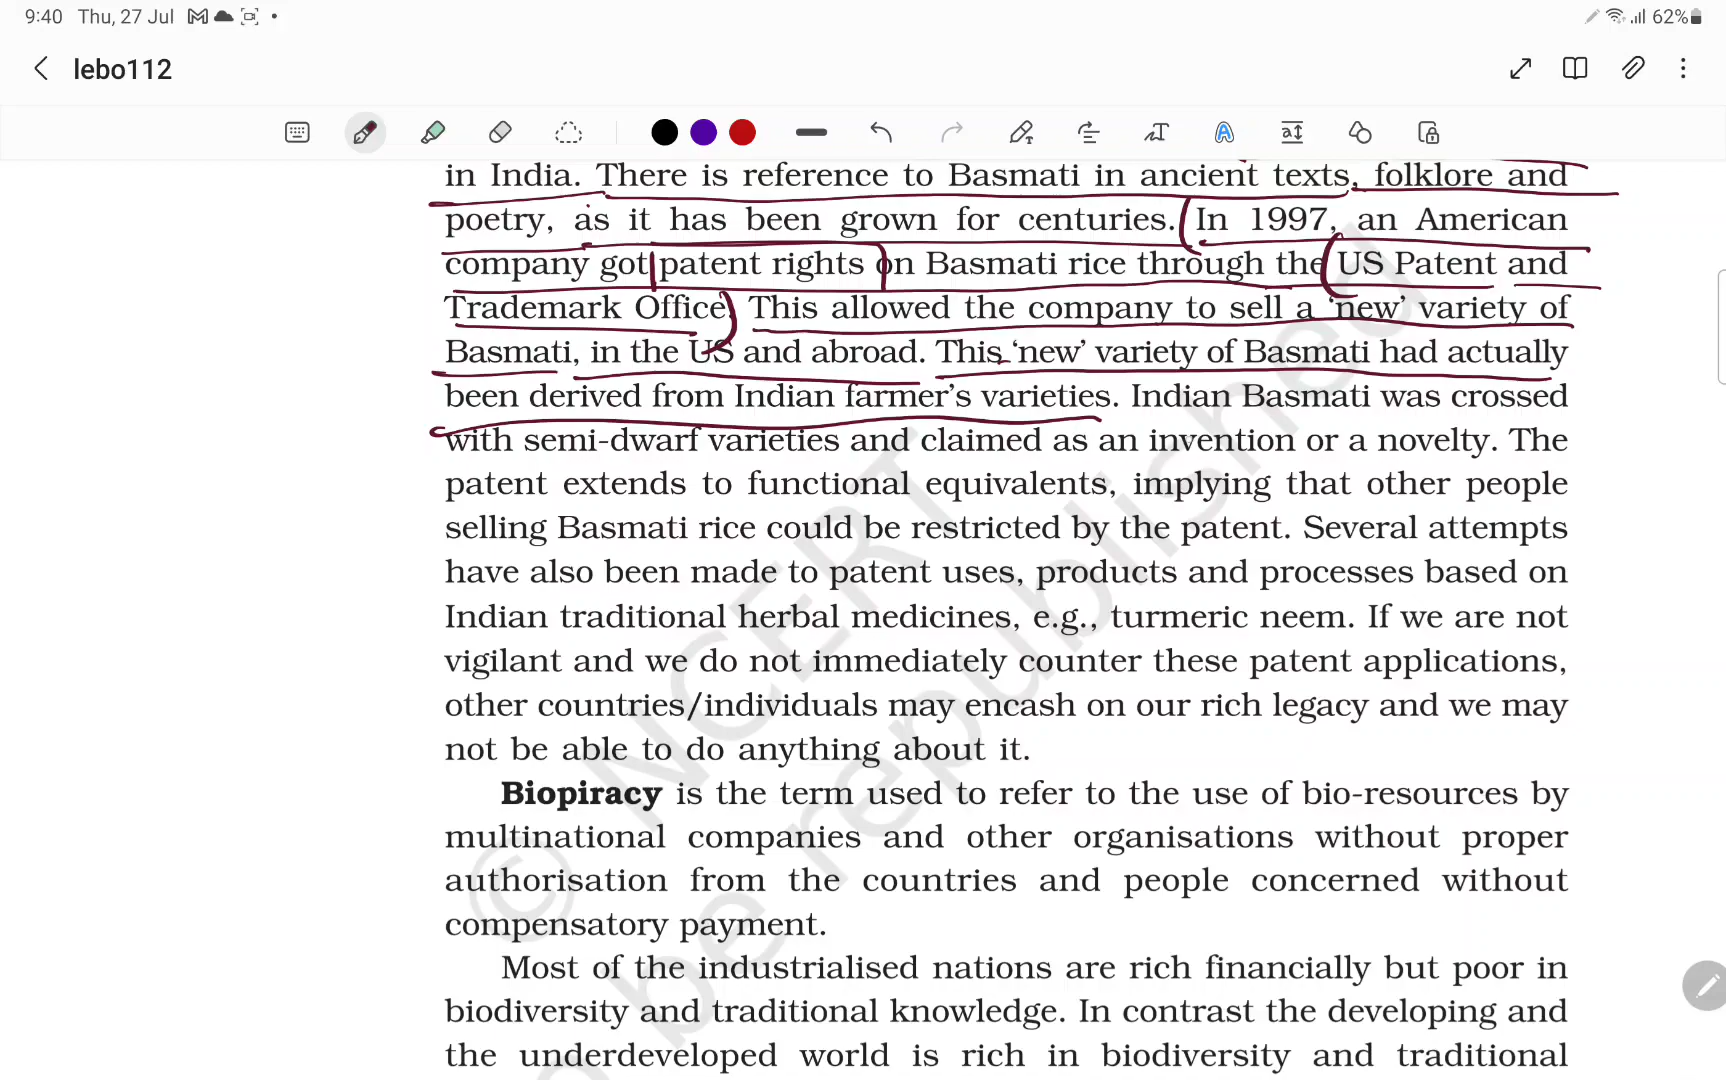 9:40 Thu, 27 Jul 62%
lebo112
in India. There is reference to Basmati in ancient texts, folklore and
poetry, as it has been grown for centuries. In 1997, an American
company got patent rights on Basmati rice through the US Patent and
Trademark Office. This allowed the company to sell a ‘new’ variety of
Basmati, in the US and abroad. This ‘new’ variety of Basmati had actually
been derived from Indian farmer’s varieties. Indian Basmati was crossed
with semi-dwarf varieties and claimed as an invention or a novelty. The
patent extends to functional equivalents, implying that other people
selling Basmati rice could be restricted by the patent. Several attempts
have also been made to patent uses, products and processes based on
Indian traditional herbal medicines, e.g., turmeric neem. If we are not
vigilant and we do not immediately counter these patent applications,
other countries/individuals may encash on our rich legacy and we may
not be able to do anything about it.
Biopiracy is the term used to refer to the use of bio-resources by
multinational companies and other organisations without proper
authorisation from the countries and people concerned without
compensatory payment.
Most of the industrialised nations are rich financially but poor in
biodiversity and traditional knowledge. In contrast the developing and
the underdeveloped world is rich in biodiversity and traditional
© NCERT
be republished